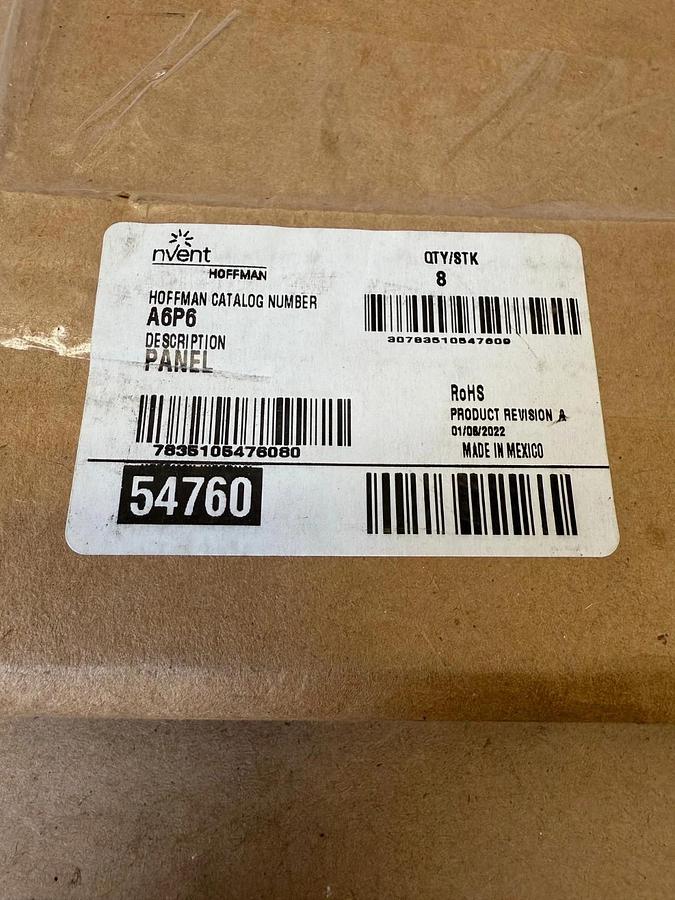 nvent
HOFFMAN
HOFFMAN CATALOG NUMBER
A6P6
DESCRIPTION
PANEL
7835105476080
54760
QTY/STK
8
30783510547609
RoHS
PRODUCT REVISION A
01/06/2022
MADE IN MEXICO